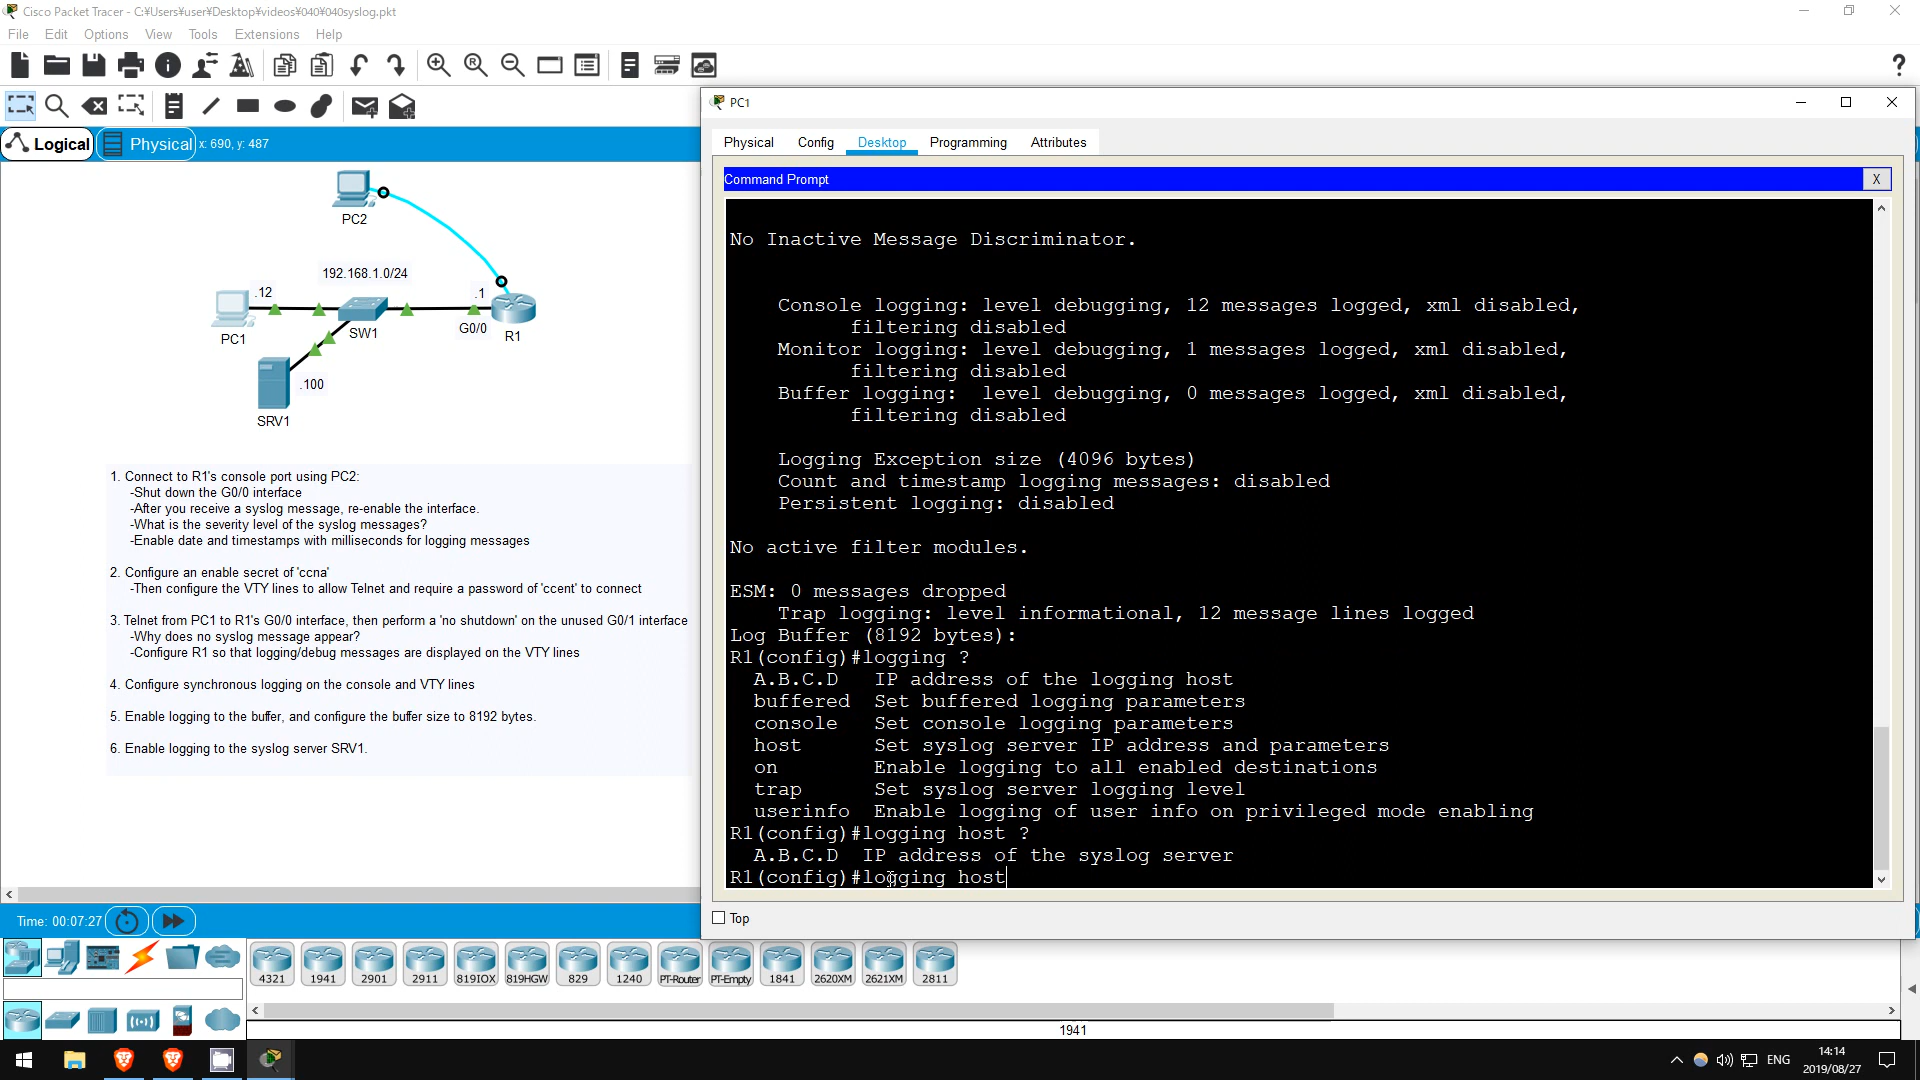 Cisco Packet Tracer - C:¥Users¥user¥Desktop¥videos¥040¥040syslog.pkt
File Edit Options View Tools Extensions Help
R
?
Logical Physical x: 690, y: 487
PC1
Physical Config Desktop Programming Attributes
Command Prompt X
PC2
192.168.1.0/24
.12
.1
PC1
SW1
G0/0
R1
.100
SRV1
1. Connect to R1's console port using PC2:
-Shut down the G0/0 interface
-After you receive a syslog message, re-enable the interface.
-What is the severity level of the syslog messages?
-Enable date and timestamps with milliseconds for logging messages
2. Configure an enable secret of 'ccna'
-Then configure the VTY lines to allow Telnet and require a password of 'ccent' to connect
3. Telnet from PC1 to R1's G0/0 interface, then perform a 'no shutdown' on the unused G0/1 interface
-Why does no syslog message appear?
-Configure R1 so that logging/debug messages are displayed on the VTY lines
4. Configure synchronous logging on the console and VTY lines
5. Enable logging to the buffer, and configure the buffer size to 8192 bytes.
6. Enable logging to the syslog server SRV1.
No Inactive Message Discriminator.
Console logging: level debugging, 12 messages logged, xml disabled,
filtering disabled
Monitor logging: level debugging, 1 messages logged, xml disabled,
filtering disabled
Buffer logging:  level debugging, 0 messages logged, xml disabled,
filtering disabled
Logging Exception size (4096 bytes)
Count and timestamp logging messages: disabled
Persistent logging: disabled
No active filter modules.
ESM: 0 messages dropped
Trap logging: level informational, 12 message lines logged
Log Buffer (8192 bytes):
R1(config)#logging ?
A.B.C.D   IP address of the logging host
buffered  Set buffered logging parameters
console   Set console logging parameters
host      Set syslog server IP address and parameters
on        Enable logging to all enabled destinations
trap      Set syslog server logging level
userinfo  Enable logging of user info on privileged mode enabling
R1(config)#logging host ?
A.B.C.D  IP address of the syslog server
R1(config)#logging host
Top
Time: 00:07:27
4321 1941 2901 2911 819IOX 819HGW 829 1240 PT-Router PT-Empty 1841 2620XM 2621XM 2811
1941
ENG
14:14
2019/08/27